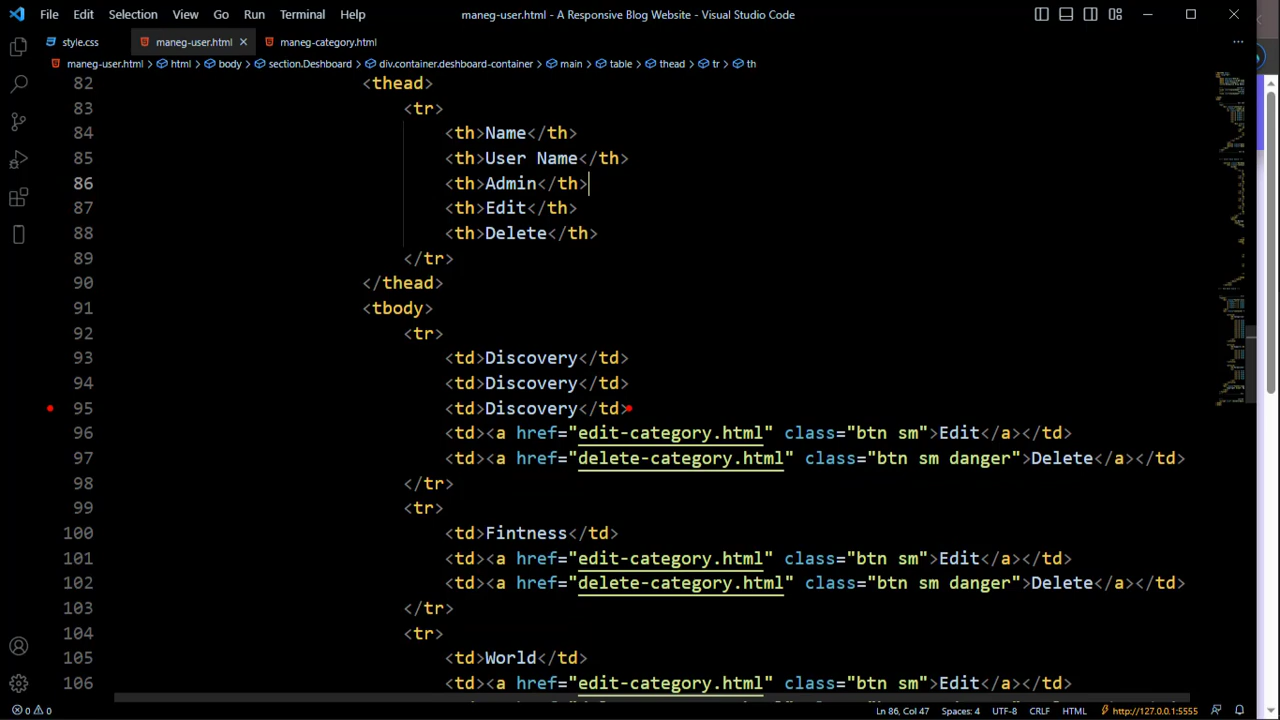 File Edit Selection View Go Run Terminal Help maneg-user.html - A Responsive Blog Website - Visual Studio Code
style.css maneg-user.html maneg-category.html
maneg-user.html > html > body > section.Deshboard > div.container.deshboard-container > main > table > thead > tr > th
82 <thead>
83 <tr>
84 <th>Name</th>
85 <th>User Name</th>
86 <th>Admin</th>
87 <th>Edit</th>
88 <th>Delete</th>
89 </tr>
90 </thead>
91 <tbody>
92 <tr>
93 <td>Discovery</td>
94 <td>Discovery</td>
95 <td>Discovery</td>
96 <td><a href="edit-category.html" class="btn sm">Edit</a></td>
97 <td><a href="delete-category.html" class="btn sm danger">Delete</a></td>
98 </tr>
99 <tr>
100 <td>Fintness</td>
101 <td><a href="edit-category.html" class="btn sm">Edit</a></td>
102 <td><a href="delete-category.html" class="btn sm danger">Delete</a></td>
103 </tr>
104 <tr>
105 <td>World</td>
106 <td><a href="edit-category.html" class="btn sm">Edit</a></td>
0 0 Ln 86, Col 47 Spaces: 4 UTF-8 CRLF HTML http://127.0.0.1:5555